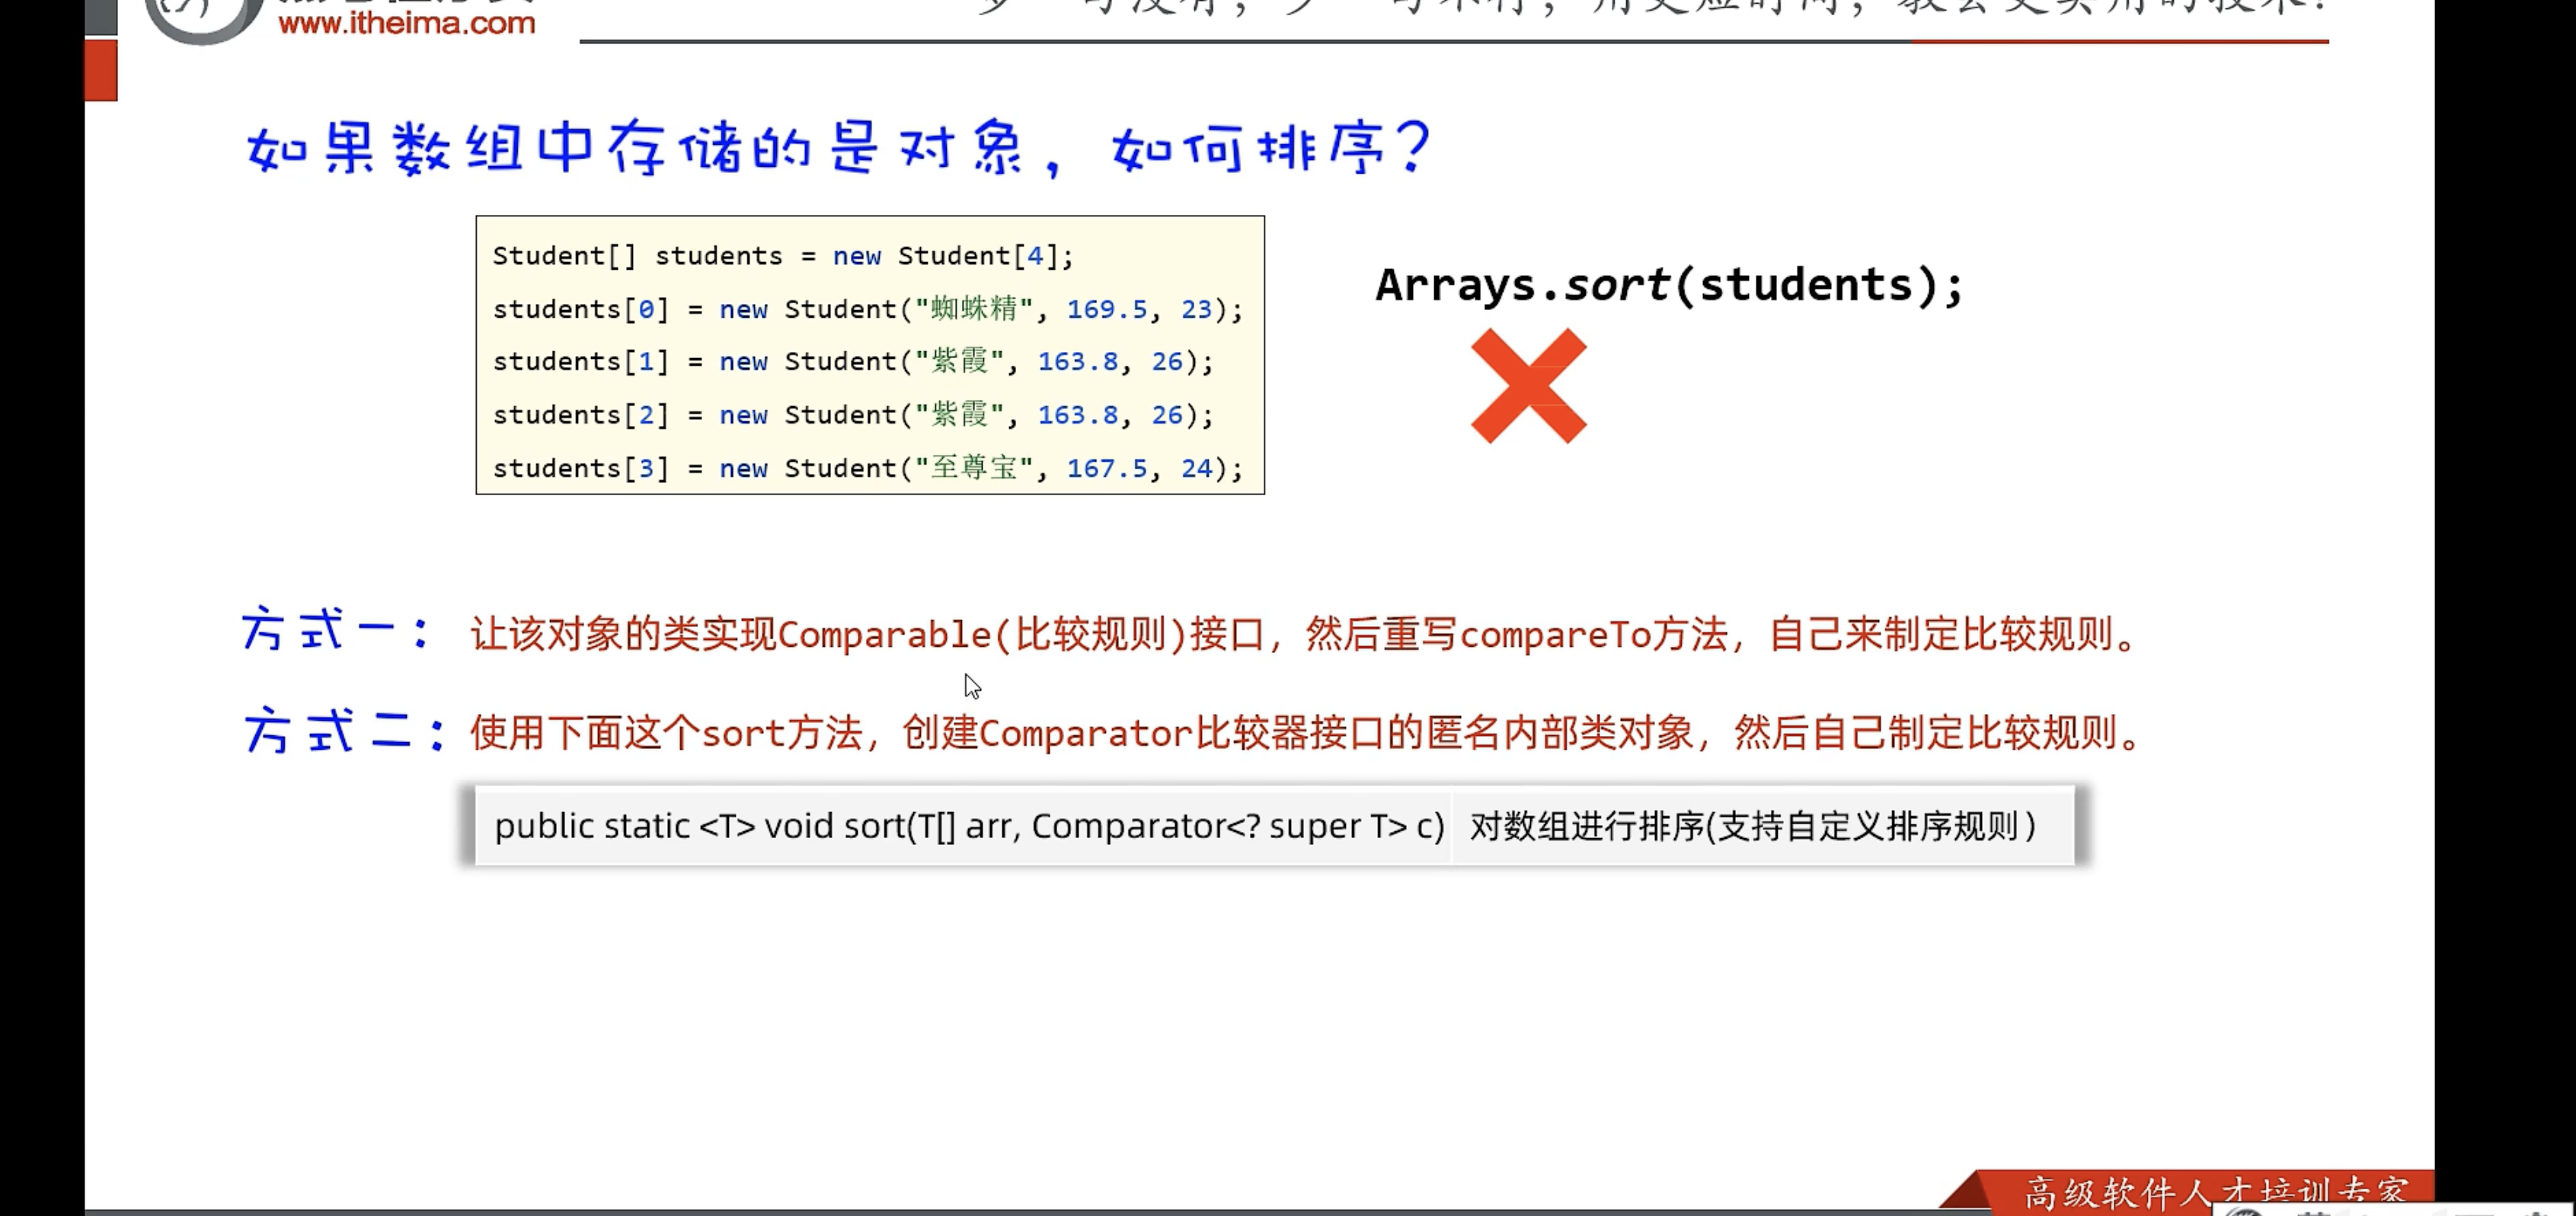 www.itheima.com
如果数组中存储的是对象，如何排序？
Student[] students = new Student[4];
students[0] = new Student("蜘蛛精", 169.5, 23);
students[1] = new Student("紫霞", 163.8, 26);
students[2] = new Student("紫霞", 163.8, 26);
students[3] = new Student("至尊宝", 167.5, 24);
Arrays.sort(students);
方式一：让该对象的类实现Comparable(比较规则)接口，然后重写compareTo方法，自己来制定比较规则。
方式二：使用下面这个sort方法，创建Comparator比较器接口的匿名内部类对象，然后自己制定比较规则。
public static <T> void sort(T[] arr, Comparator<? super T> c) 对数组进行排序(支持自定义排序规则）
高级软件人才培训专家